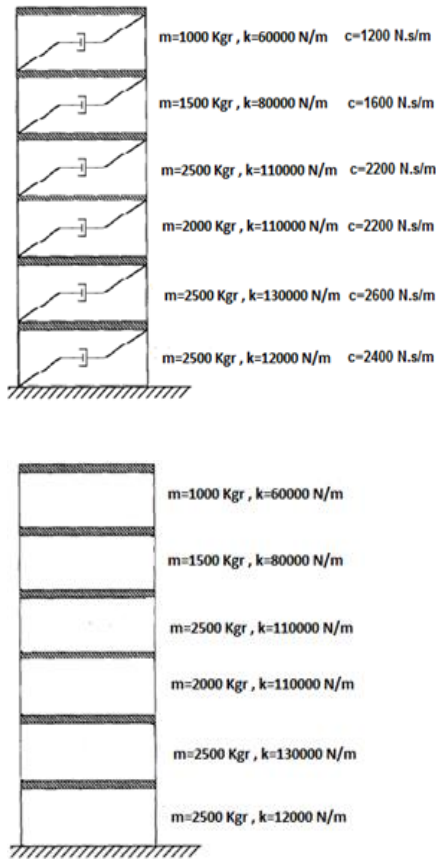 m=1000 Kgr , k=60000 N/m c=1200 N.s/m
m=1500 Kgr , k=80000 N/m c=1600 N.s/m
m=2500 Kgr , k=110000 N/m c=2200 N.s/m
m=2000 Kgr , k=110000 N/m c=2200 N.s/m
m=2500 Kgr , k=130000 N/m c=2600 N.s/m
m=2500 Kgr , k=12000 N/m c=2400 N.s/m
m=1000 Kgr , k=60000 N/m
m=1500 Kgr , k=80000 N/m
m=2500 Kgr , k=110000 N/m
m=2000 Kgr , k=110000 N/m
m=2500 Kgr , k=130000 N/m
m=2500 Kgr , k=12000 N/m